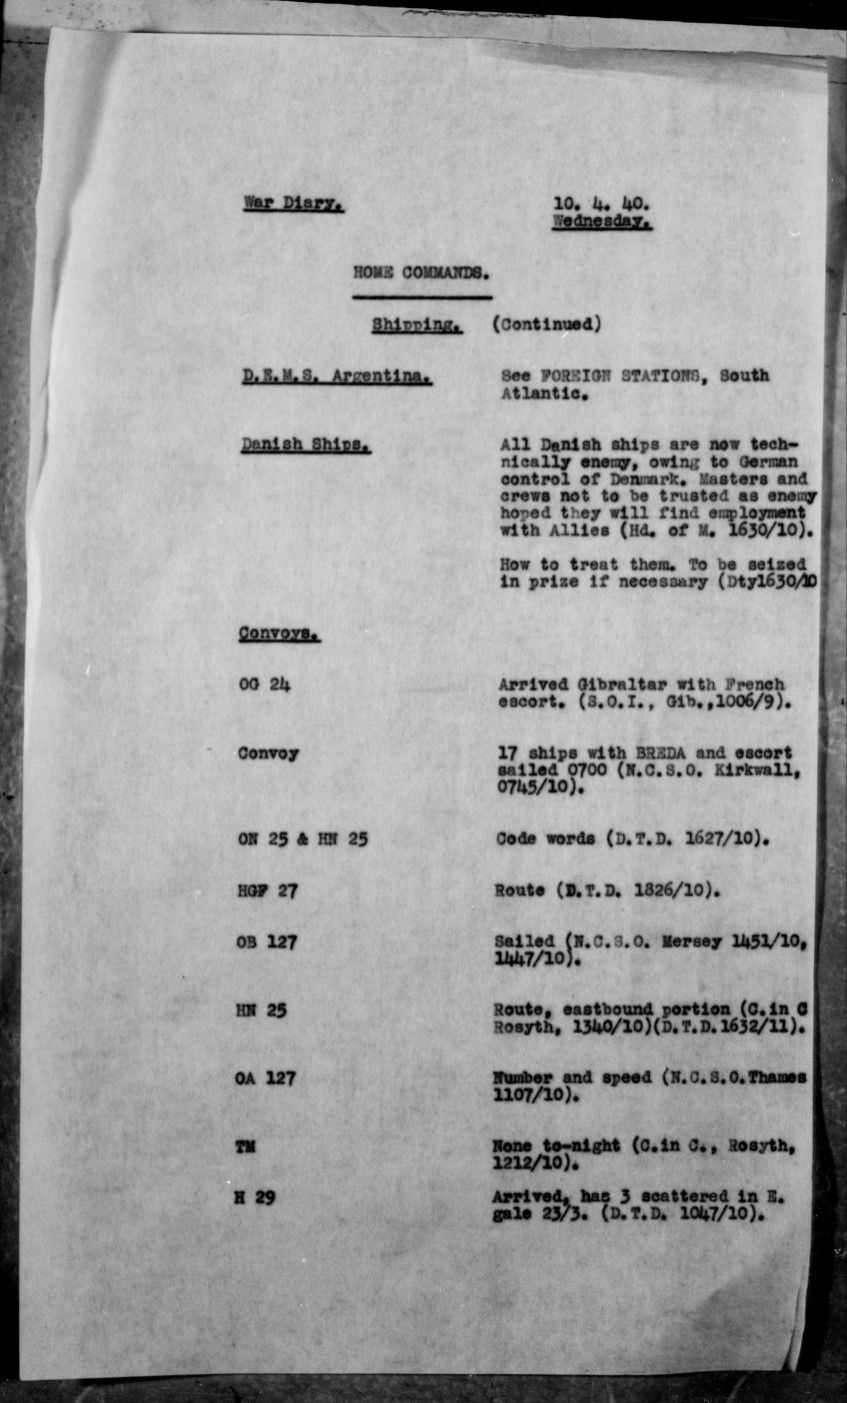 War Diary. 10. 4. 40.
Wednesday.
HOME COMMANDS.
Shipping. (Continued)
D.E.M.S. Argentina. See FOREIGN STATIONS, South
Atlantic.
Danish Ships. All Danish ships are now tech-
nically enemy, owing to German
control of Denmark. Masters and
crews not to be trusted as enemy
hoped they will find employment
with Allies (Hd. of M. 1630/10).
How to treat them. To be seized
in prize if necessary (Dty1630/10
Convoys.
OG 24 Arrived Gibraltar with French
escort. (S.O.I., Gib.,1006/9).
Convoy 17 ships with BREDA and escort
sailed 0700 (N.C.S.O. Kirkwall,
0745/10).
ON 25 & HN 25 Code words (D.T.D. 1627/10).
HGF 27 Route (D.T.D. 1826/10).
OB 127 Sailed (N.C.S.O. Mersey 1451/10,
1447/10).
HN 25 Route, eastbound portion (C.in C
Rosyth, 1340/10)(D.T.D.1632/11).
OA 127 Number and speed (N.C.S.O.Thames
1107/10).
TM None to-night (C.in C., Rosyth,
1212/10).
H 29 Arrived, has 3 scattered in E.
gale 23/3. (D.T.D. 1047/10).